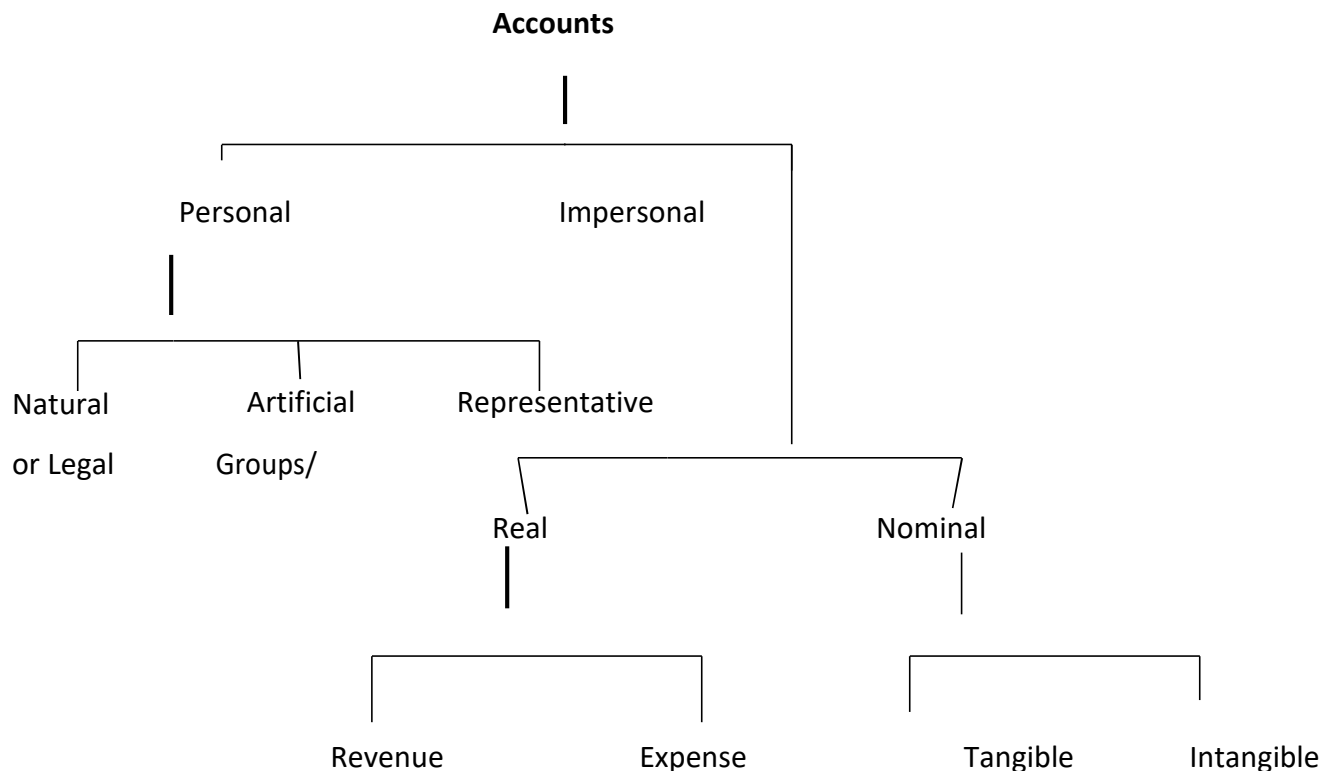 Accounts
Personal Impersonal
Natural Artificial Representative
or Legal Groups/
Real Nominal
Revenue Expense Tangible Intangible